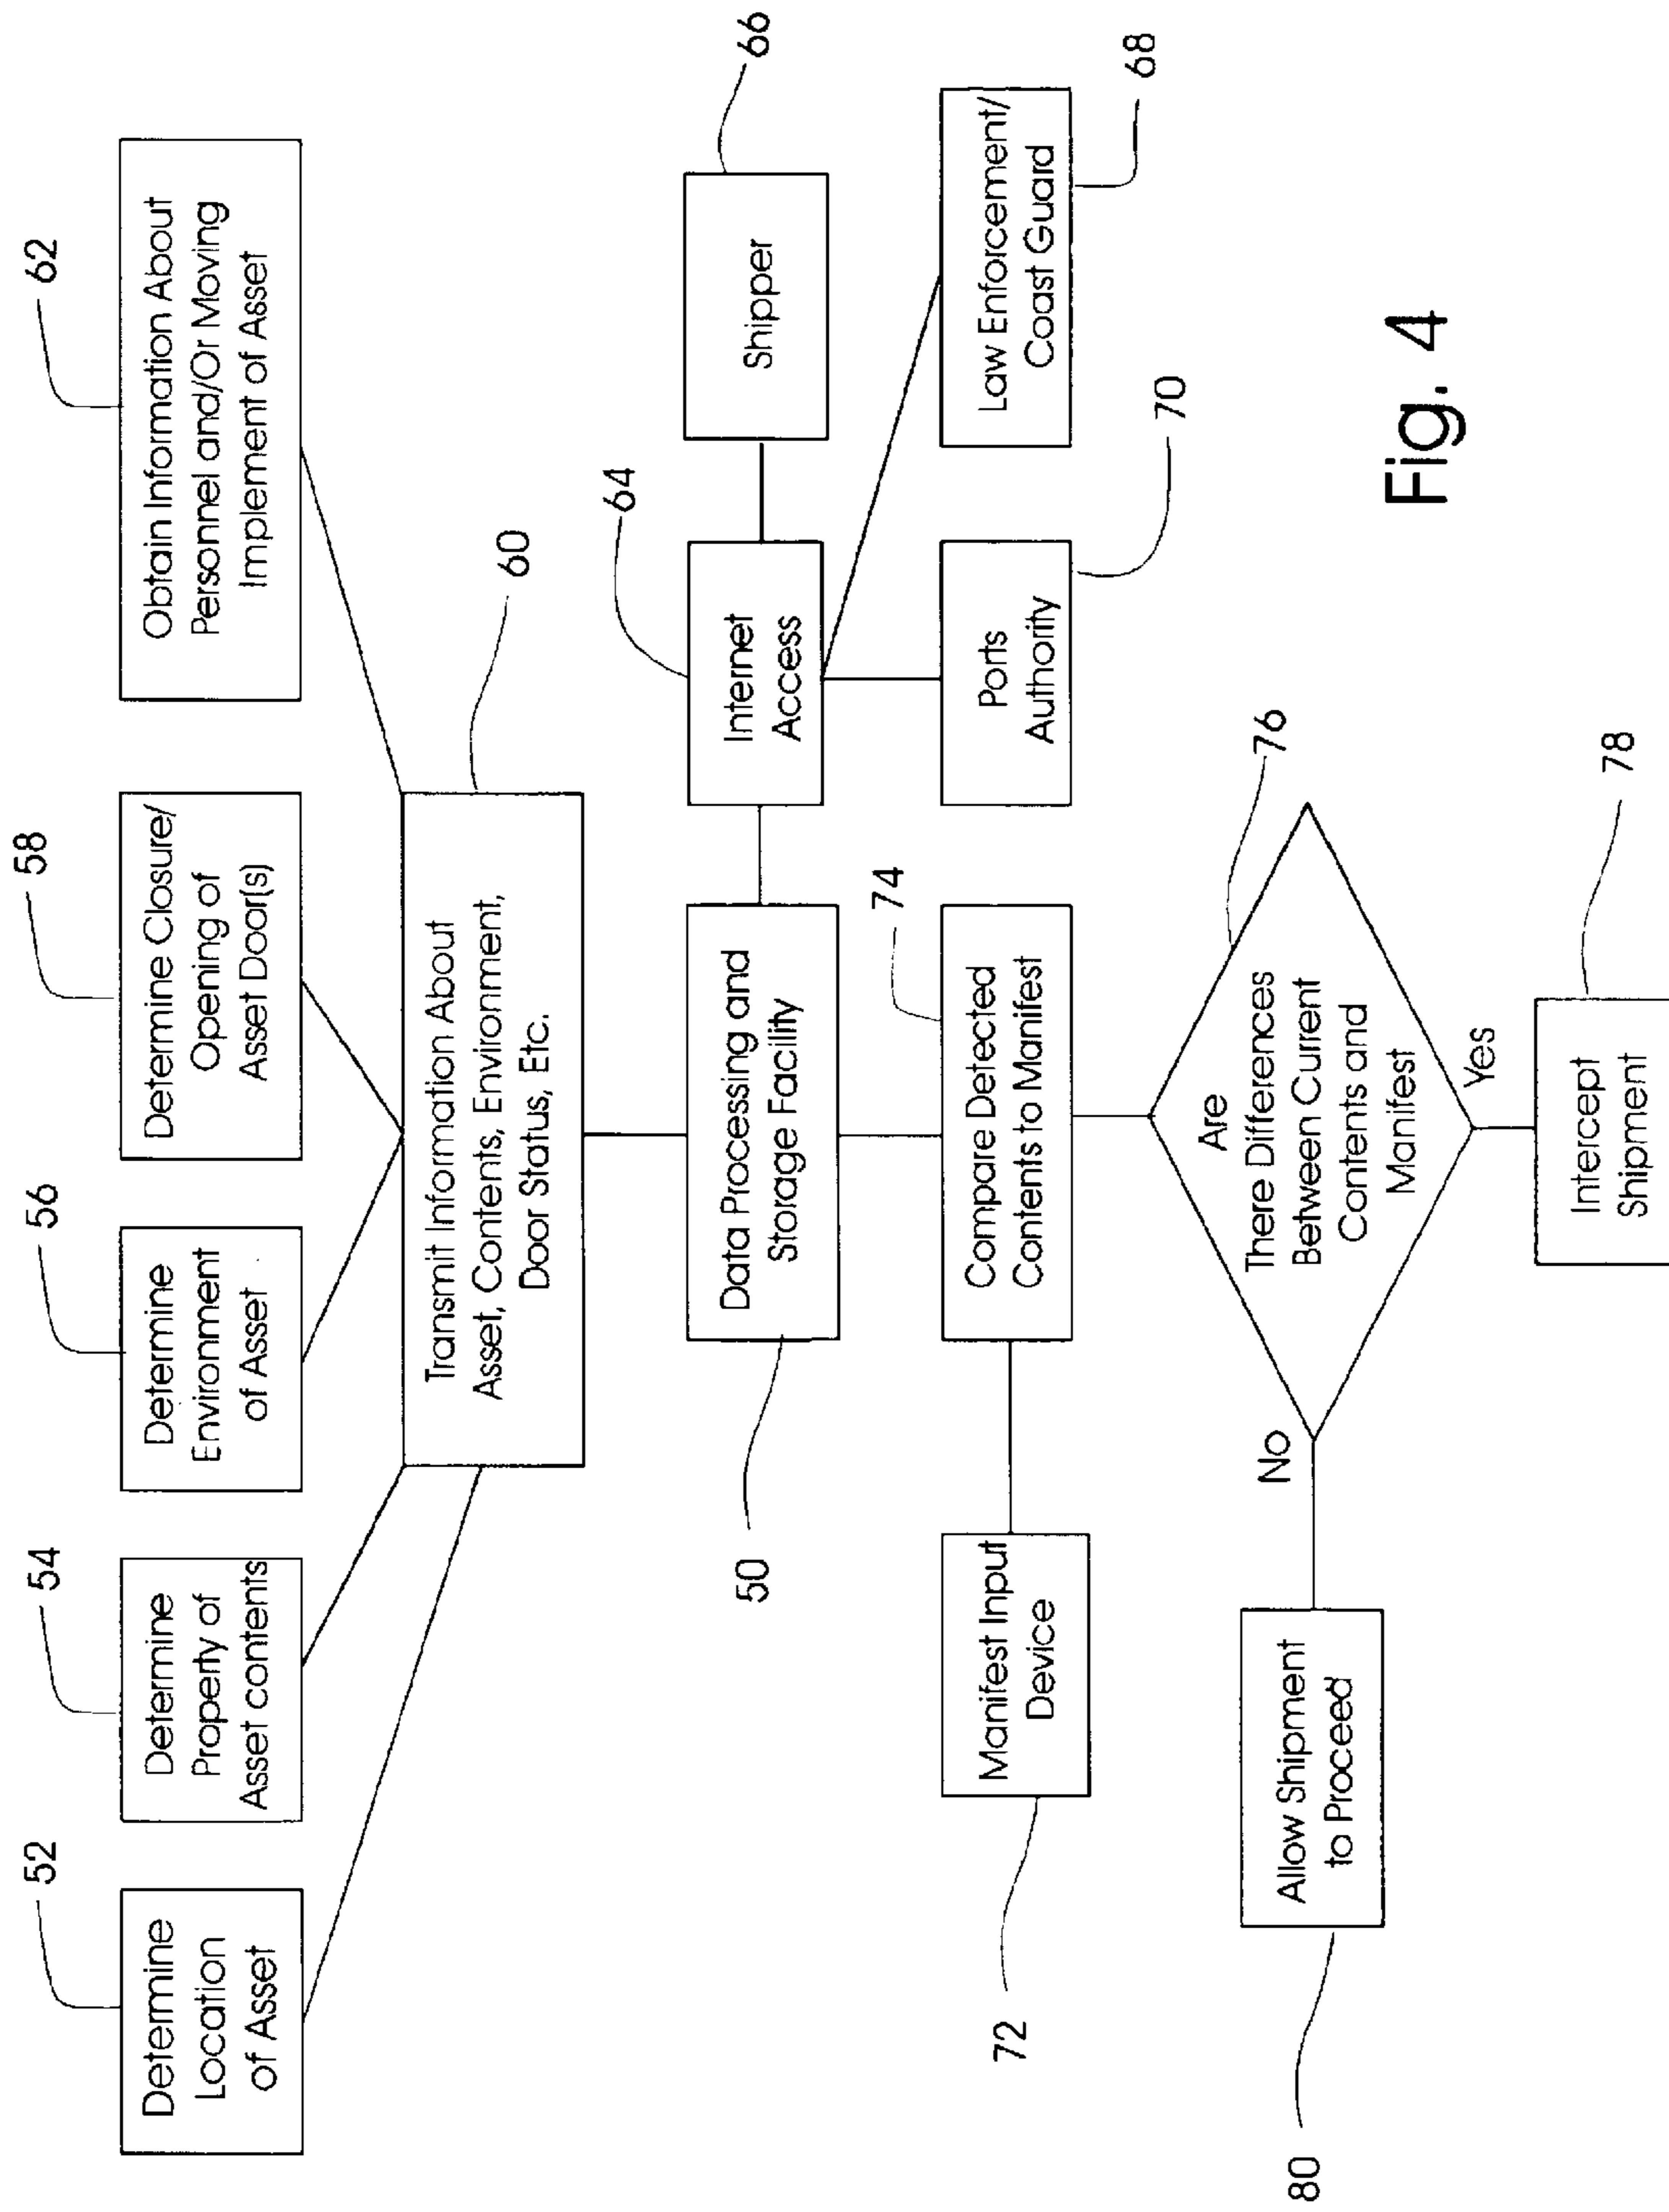 52
Determine
Location
of Asset
54
Determine
Property of
Asset contents
56
Determine
Environment
of Asset
58
Determine Closure/
Opening of
Asset Door(s)
62
Obtain Information About
Personnel and/Or Moving
Implement of Asset
60
Transmit Information About
Asset, Contents, Environment,
Door Status, Etc.
50
Data Processing and
Storage Facility
64
Internet
Access
66
Shipper
72
Manifest Input
Device
74
Compare Detected
Contents to Manifest
70
Ports
Authority
68
Law Enforcement/
Coast Guard
76
Are
There Differences
Between Current
Contents and
Manifest
No
Yes
80
Allow Shipment
to Proceed
78
Intercept
Shipment
Fig. 4